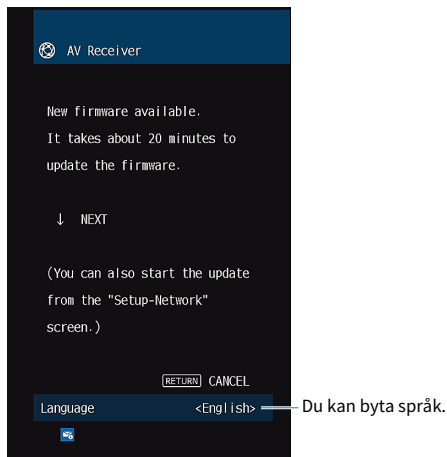 AV Receiver
New firmware available.
It takes about 20 minutes to
update the firmware.
↓ NEXT
(You can also start the update
from the "Setup-Network"
screen.)
RETURN CANCEL
Language <English>
Du kan byta språk.